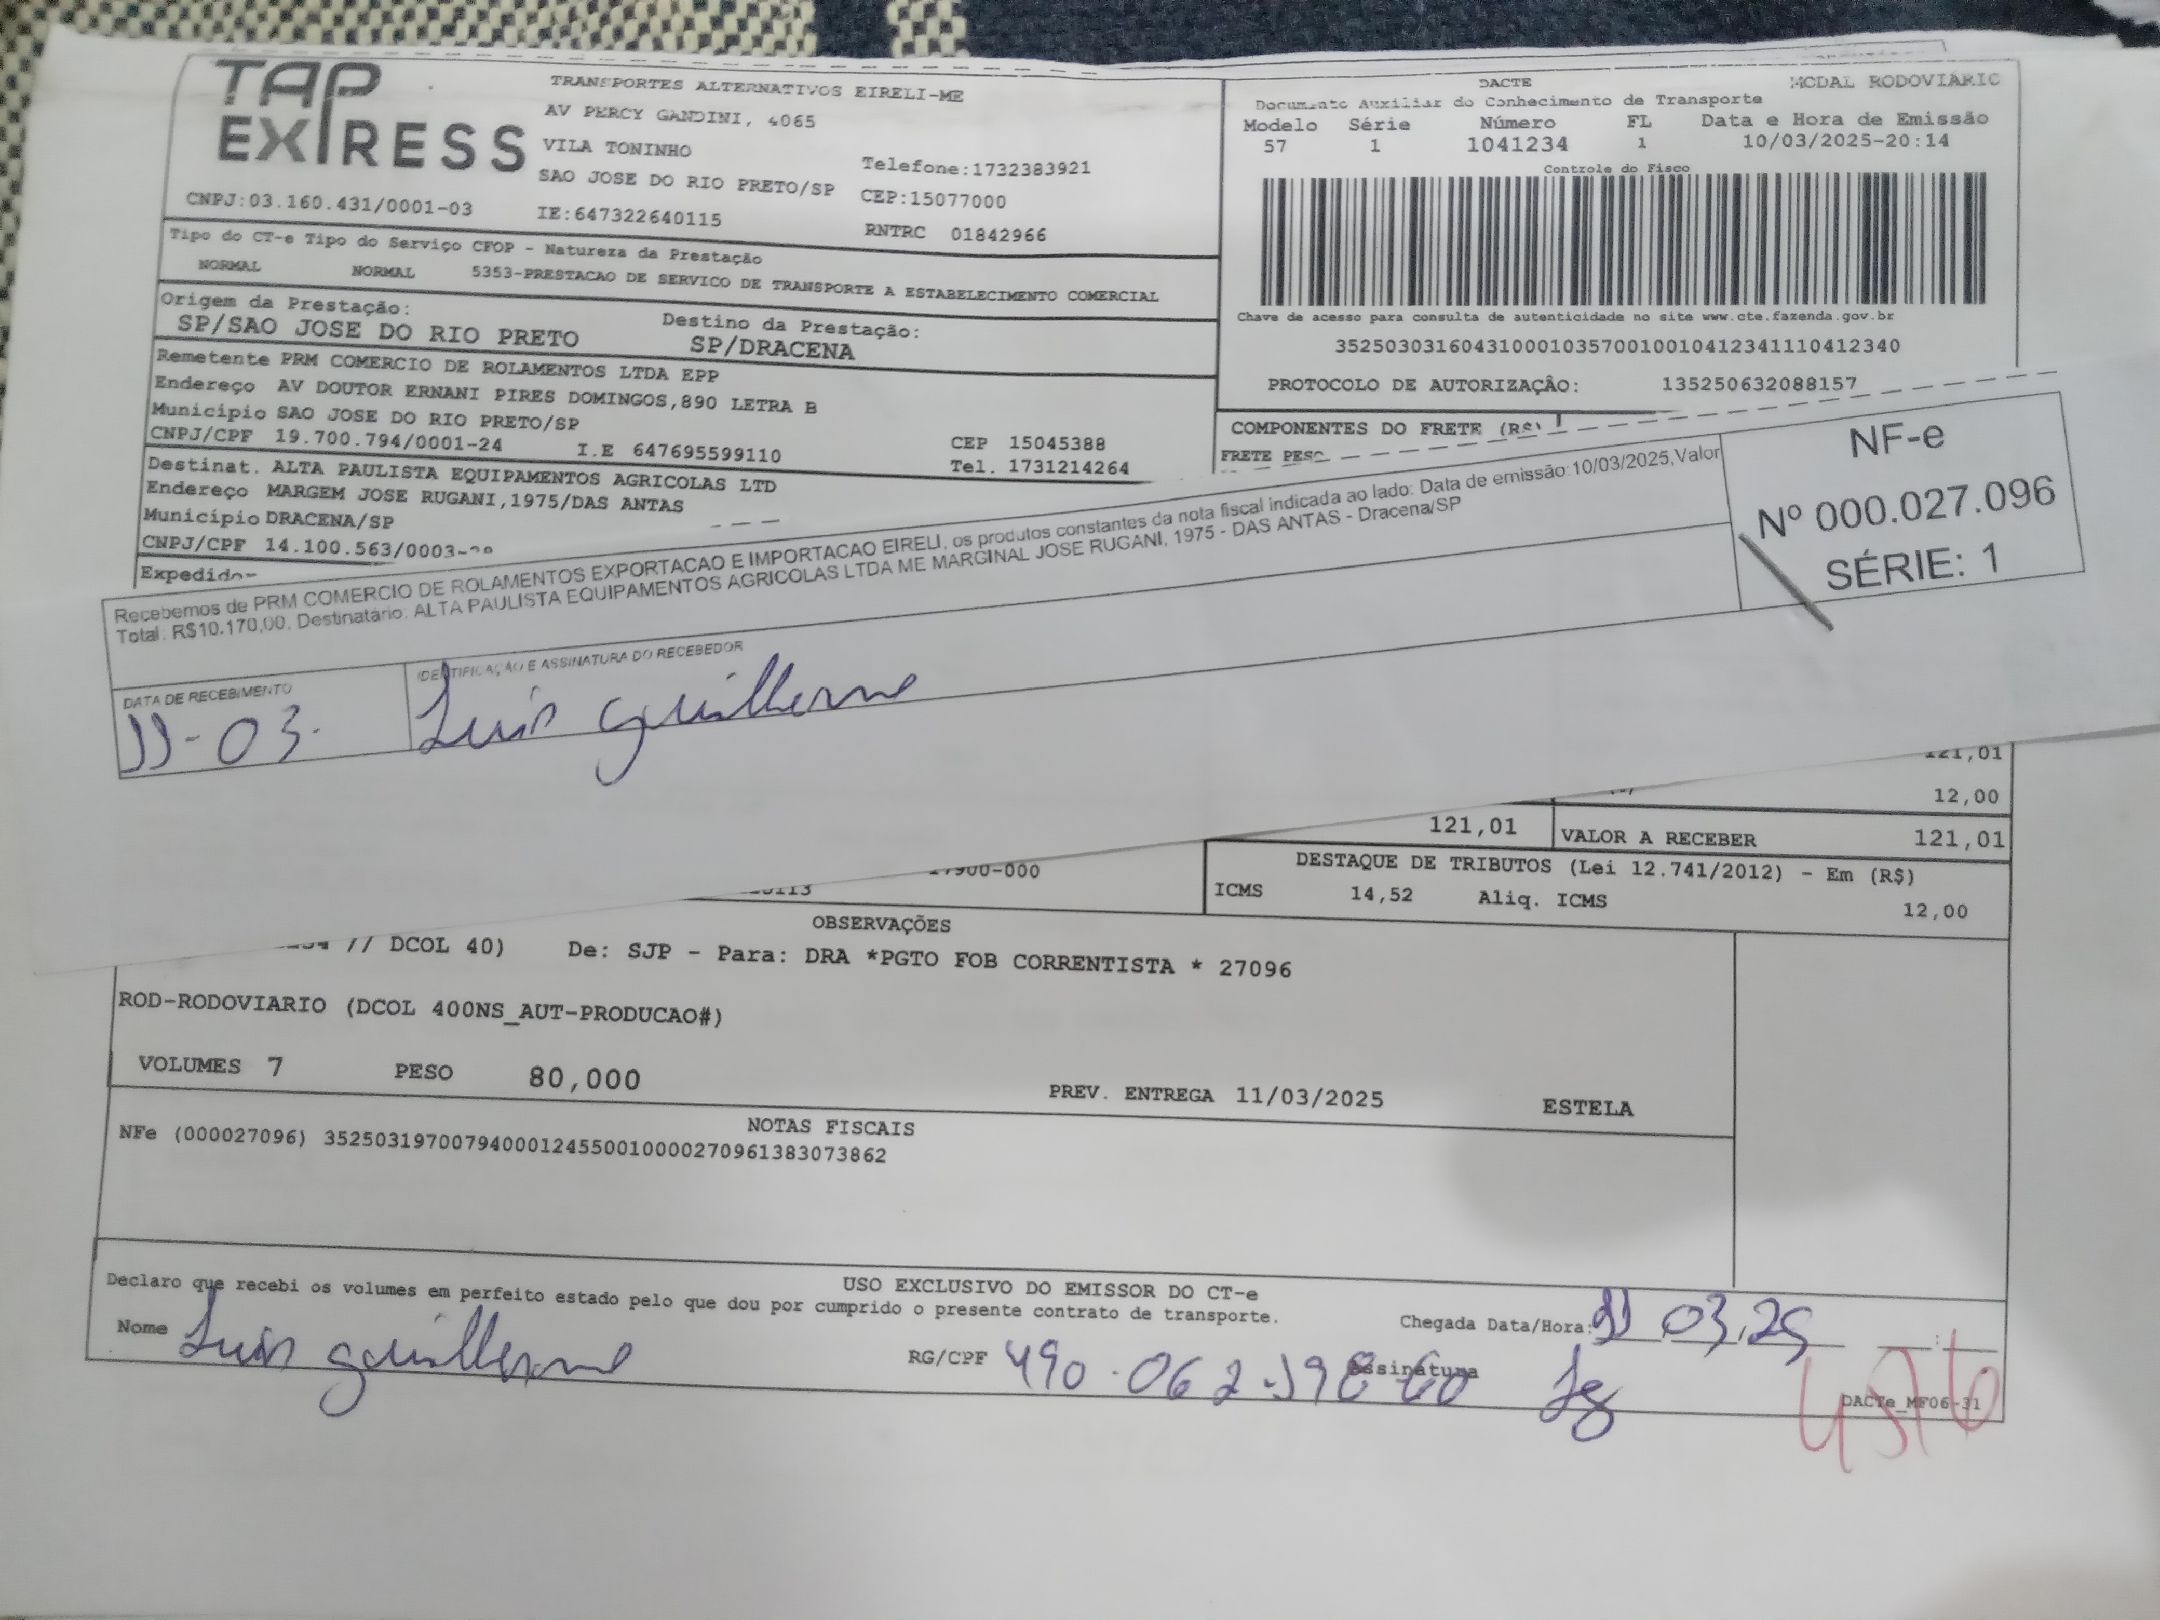 TAP EXPRESS
TRANSPORTES ALTERNATIVOS EIRELI-ME
AV PERCY GANDINI, 4065
VILA TONINHO
Telefone:1732383921
SAO JOSE DO RIO PRETO/SP
CEP:15077000
CNPJ:03.160.431/0001-03
IE:647322640115
RNTRC 01842966
DACTE
MODAL RODOVIÁRIO
Documento Auxiliar do Conhecimento de Transporte
Modelo Série Número FL Data e Hora de Emissão
57 1 1041234 1 10/03/2025-20:14
Controle do Fisco
Chave de acesso para consulta de autenticidade no site www.cte.fazenda.gov.br
35250303160431000103570010010412341110412340
PROTOCOLO DE AUTORIZAÇÃO: 135250632088157
Tipo do CT-e Tipo do Serviço CFOP - Natureza da Prestação
NORMAL NORMAL 5353-PRESTACAO DE SERVICO DE TRANSPORTE A ESTABELECIMENTO COMERCIAL
Origem da Prestação: Destino da Prestação:
SP/SAO JOSE DO RIO PRETO SP/DRACENA
Remetente PRM COMERCIO DE ROLAMENTOS LTDA EPP
Endereço AV DOUTOR ERNANI PIRES DOMINGOS,890 LETRA B
Município SAO JOSE DO RIO PRETO/SP
CEP 15045388
CNPJ/CPF 19.700.794/0001-24 I.E 647695599110
Tel. 1731214264
COMPONENTES DO FRETE (R$)
FRETE PESO
Destinat. ALTA PAULISTA EQUIPAMENTOS AGRICOLAS LTD
Endereço MARGEM JOSE RUGANI,1975/DAS ANTAS
Município DRACENA/SP
CNPJ/CPF 14.100.563/0003-
Recebemos de PRM COMERCIO DE ROLAMENTOS EXPORTACAO E IMPORTACAO EIRELI, os produtos constantes da nota fiscal indicada ao lado: Data de emissão:10/03/2025,Valor
Total: R$10.170,00. Destinatário: ALTA PAULISTA EQUIPAMENTOS AGRICOLAS LTDA ME MARGINAL JOSE RUGANI, 1975 - DAS ANTAS - Dracena/SP
NF-e
Nº 000.027.096
SÉRIE: 1
DATA DE RECEBIMENTO
IDENTIFICAÇÃO E ASSINATURA DO RECEBEDOR
11-03.
Luis guilherme
121,01
12,00
121,01 VALOR A RECEBER 121,01
DESTAQUE DE TRIBUTOS (Lei 12.741/2012) - Em (R$)
ICMS 14,52 Aliq. ICMS 12,00
OBSERVAÇÕES
// DCOL 40) De: SJP - Para: DRA *PGTO FOB CORRENTISTA * 27096
ROD-RODOVIARIO (DCOL 400NS_AUT-PRODUCAO#)
VOLUMES 7 PESO 80,000 PREV. ENTREGA 11/03/2025 ESTELA
NOTAS FISCAIS
NFe (000027096) 35250319700794000124550010000270961383073862
USO EXCLUSIVO DO EMISSOR DO CT-e
Declaro que recebi os volumes em perfeito estado pelo que dou por cumprido o presente contrato de transporte.
Chegada Data/Hora: 11 03,25
Nome Luis guilherme RG/CPF 490.062.198-60 Assinatura
DACTe_MF06-31